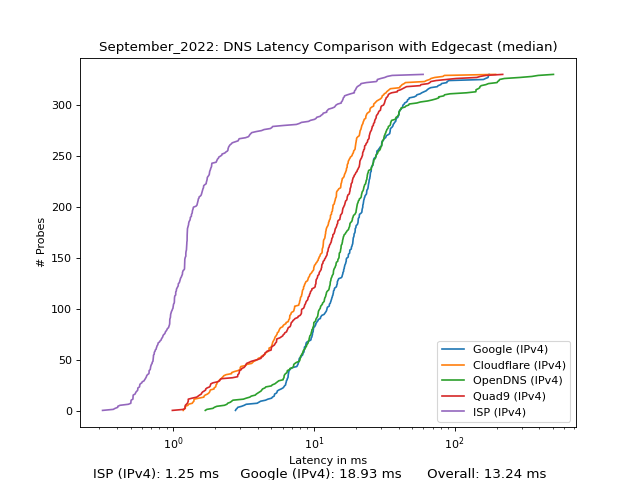 September_2022: DNS Latency Comparison with Edgecast (median)
# Probes
300
250
200
150
100
50
0
Google (IPv4)
Cloudflare (IPv4)
OpenDNS (IPv4)
Quad9 (IPv4)
ISP (IPv4)
10⁰ 10¹ 10²
Latency in ms
ISP (IPv4): 1.25 ms Google (IPv4): 18.93 ms Overall: 13.24 ms